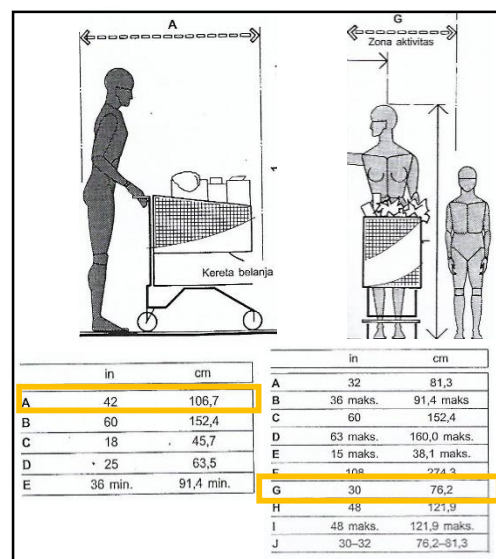 A
G
Zona aktivitas
Kereta belanja
in cm
A 42 106,7
B 60 152,4
C 18 45,7
D 25 63,5
E 36 min. 91,4 min.
in cm
A 32 81,3
B 36 maks. 91,4 maks
C 60 152,4
D 63 maks. 160,0 maks.
E 15 maks. 38,1 maks.
F 108 274,3
G 30 76,2
H 48 121,9
I 48 maks. 121,9 maks.
J 30–32 76,2–81,3